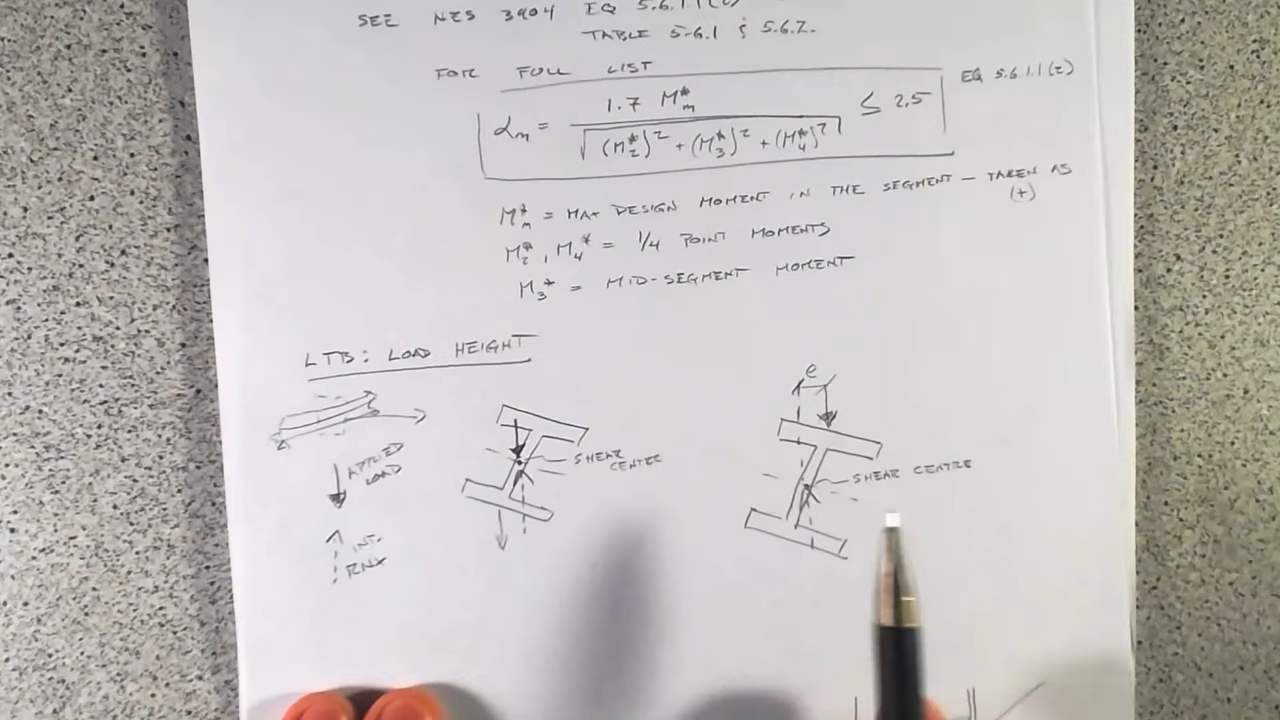 SEE NZS 3404 EQ 5.6.1.1(2)
TABLE 5.6.1 & 5.6.2.
FOR FULL LIST
αm = 1.7 M*m / √((M*2)² + (M*3)² + (M*4)²) ≤ 2.5
EQ 5.6.1.1(2)
M*m = MAX DESIGN MOMENT IN THE SEGMENT – TAKEN AS (+)
M2*, M4* = 1/4 POINT MOMENTS
M3* = MID-SEGMENT MOMENT
LTB: LOAD HEIGHT
APPLIED
LOAD
INT.
RNX
SHEAR
CENTRE
e
SHEAR CENTRE